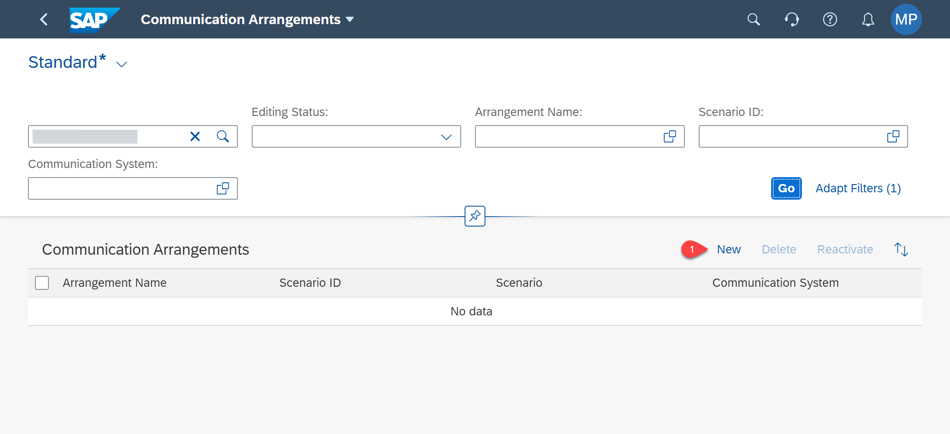 SAP Communication Arrangements MP
Standard*
Editing Status: Arrangement Name: Scenario ID:
Communication System:
Go Adapt Filters (1)
Communication Arrangements 1 New Delete Reactivate
Arrangement Name Scenario ID Scenario Communication System
No data